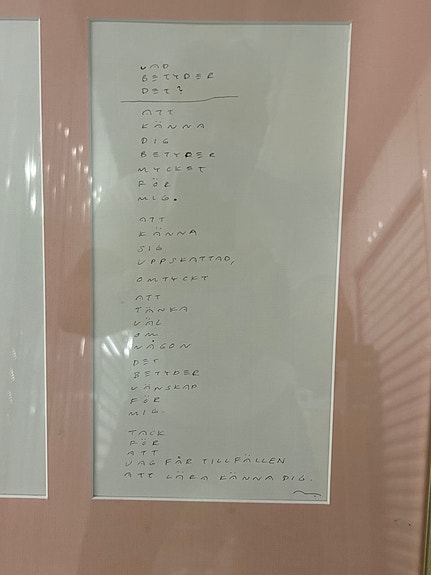 VAD
BETYDER
DET?
ATT
KÄNNA
DIG
BETYDER
MYCKET
FÖR
MIG.
ATT
KÄNNA
SIG
UPPSKATTAD,
OMTYCKT
ATT
TÄNKA
VÄL
OM
NÅGON
DET
BETYDER
VÄNSKAP
FÖR
MIG.
TACK
FÖR
ATT
JAG FÅR TILLFÄLLEN
ATT LÄRA KÄNNA DIG.